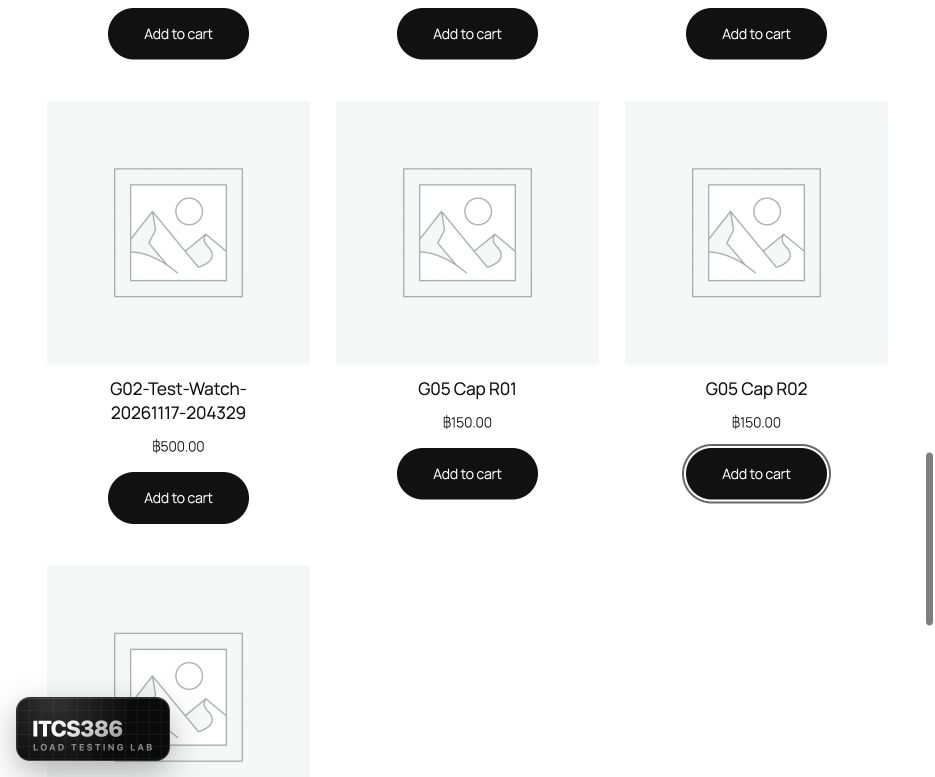 Add to cart
Add to cart
Add to cart
G02-Test-Watch-
20261117-204329
฿500.00
Add to cart
G05 Cap R01
฿150.00
Add to cart
G05 Cap R02
฿150.00
Add to cart
ITCS386
LOAD TESTING LAB